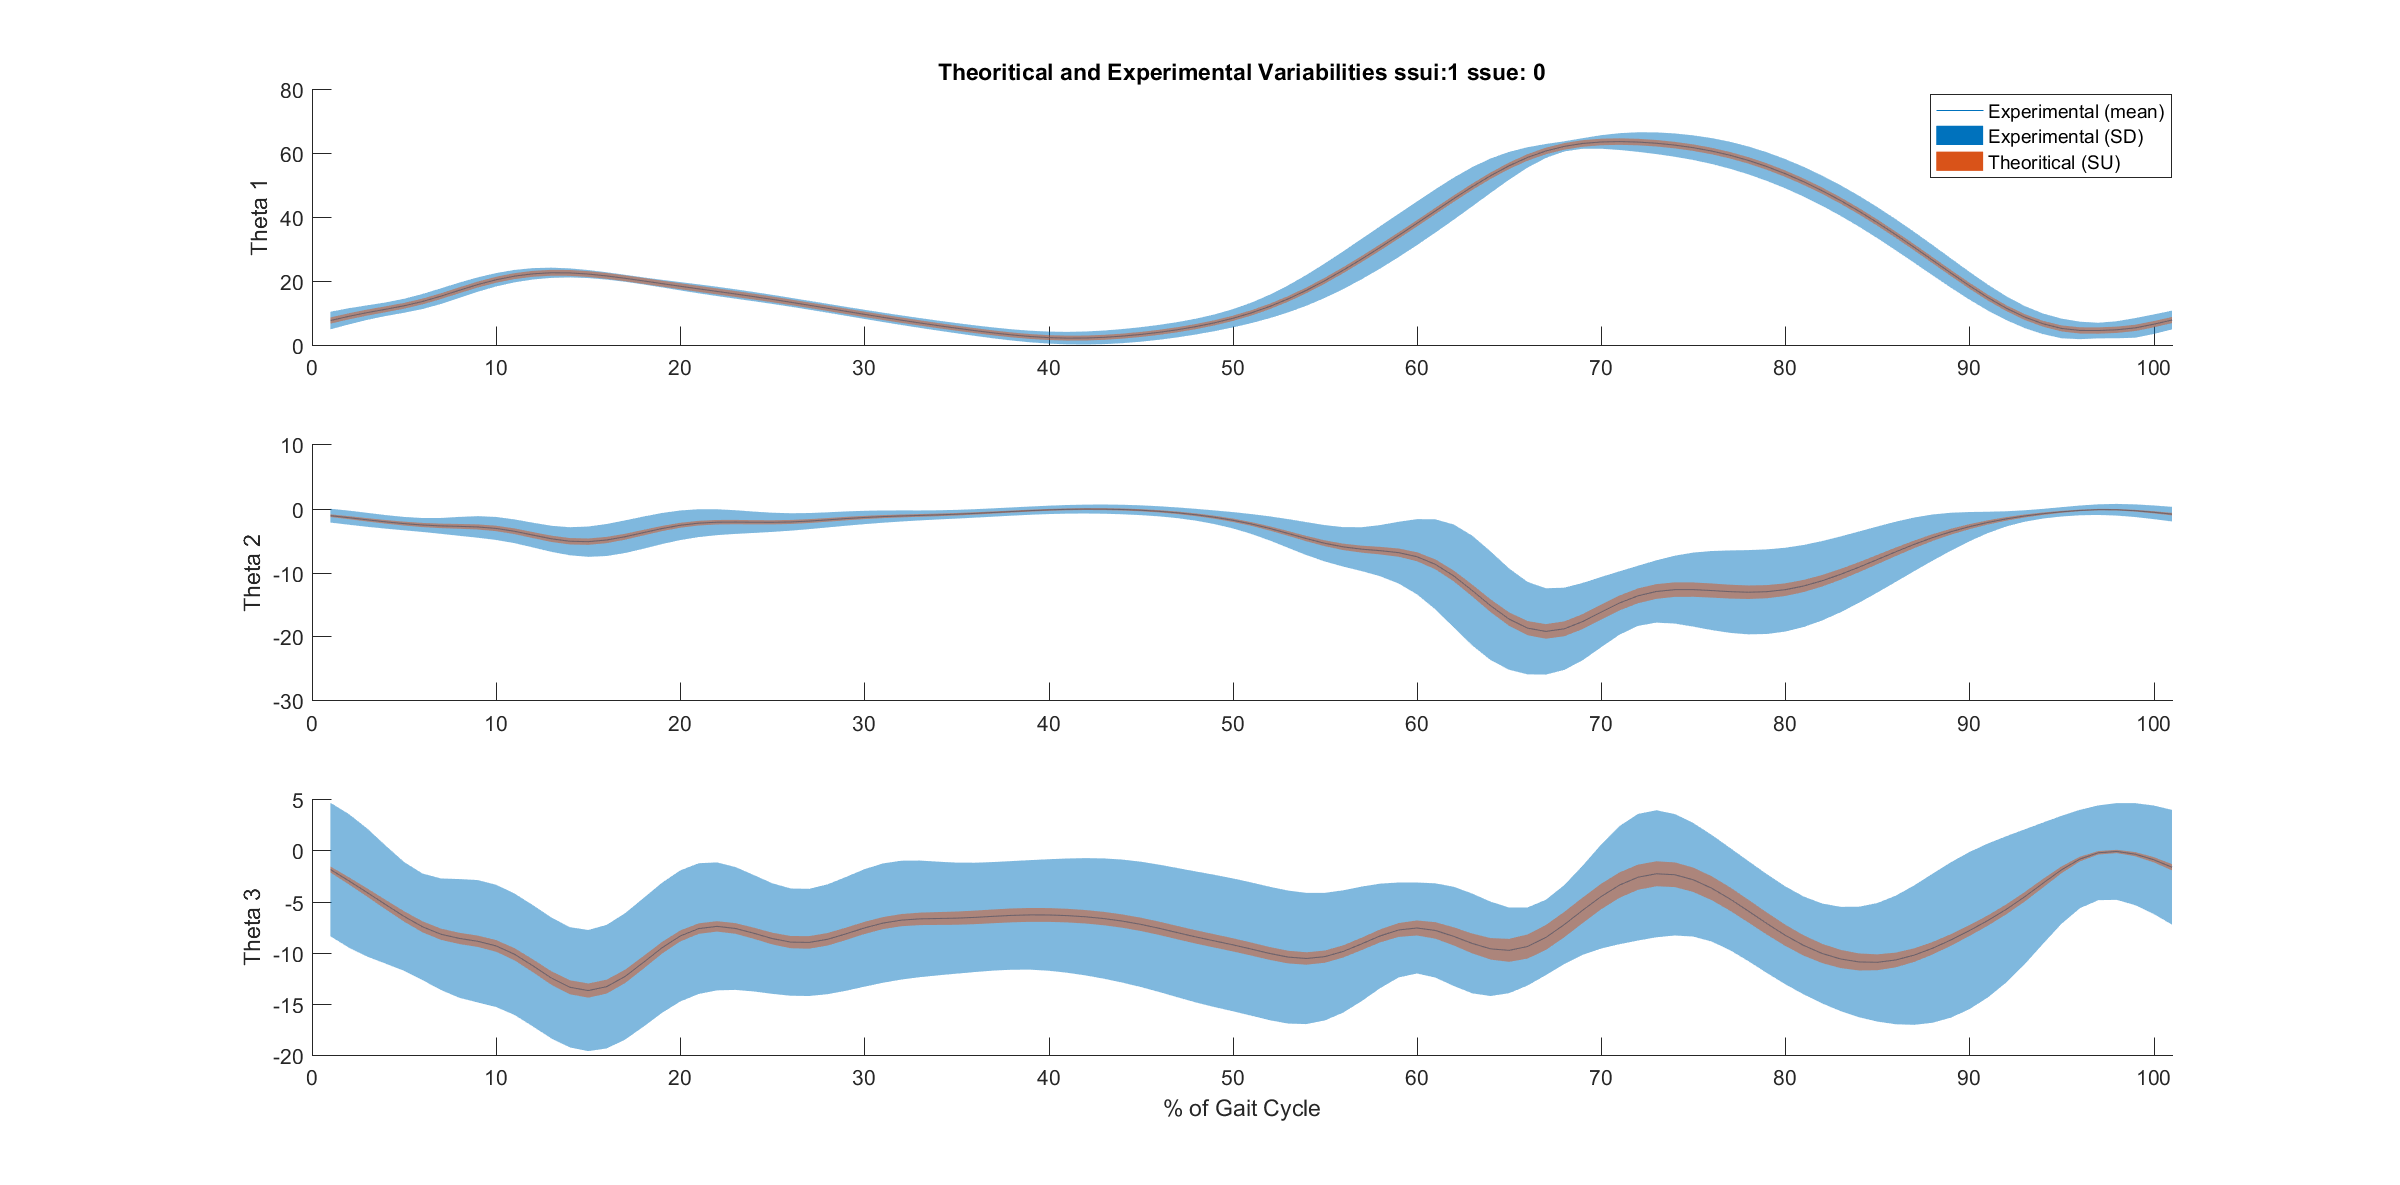 Theoritical and Experimental Variabilities ssui:1 ssue: 0
Experimental (mean)
Experimental (SD)
Theoritical (SU)
Theta 1
80
60
40
20
0
0 10 20 30 40 50 60 70 80 90 100
Theta 2
10
0
-10
-20
-30
0 10 20 30 40 50 60 70 80 90 100
Theta 3
5
0
-5
-10
-15
-20
0 10 20 30 40 50 60 70 80 90 100
% of Gait Cycle